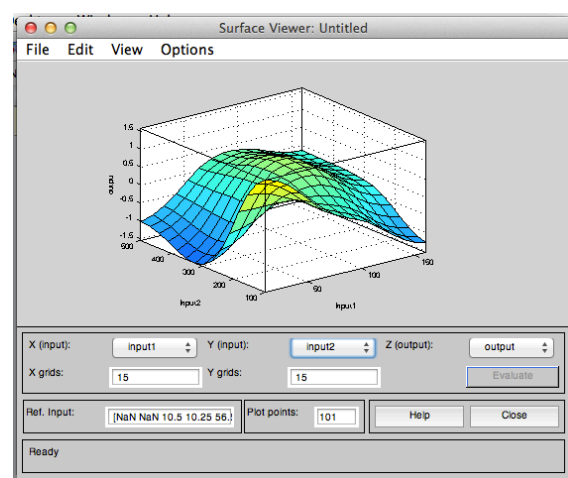 Surface Viewer: Untitled
File Edit View Options
1.5
1
0.5
0
-0.5
-1
-1.5
output
500
400
300
200
100
input2
50
100
150
input1
X (input): input1 Y (input): input2 Z (output): output
X grids: 15 Y grids: 15 Evaluate
Ref. Input: [NaN NaN 10.5 10.25 56. Plot points: 101 Help Close
Ready